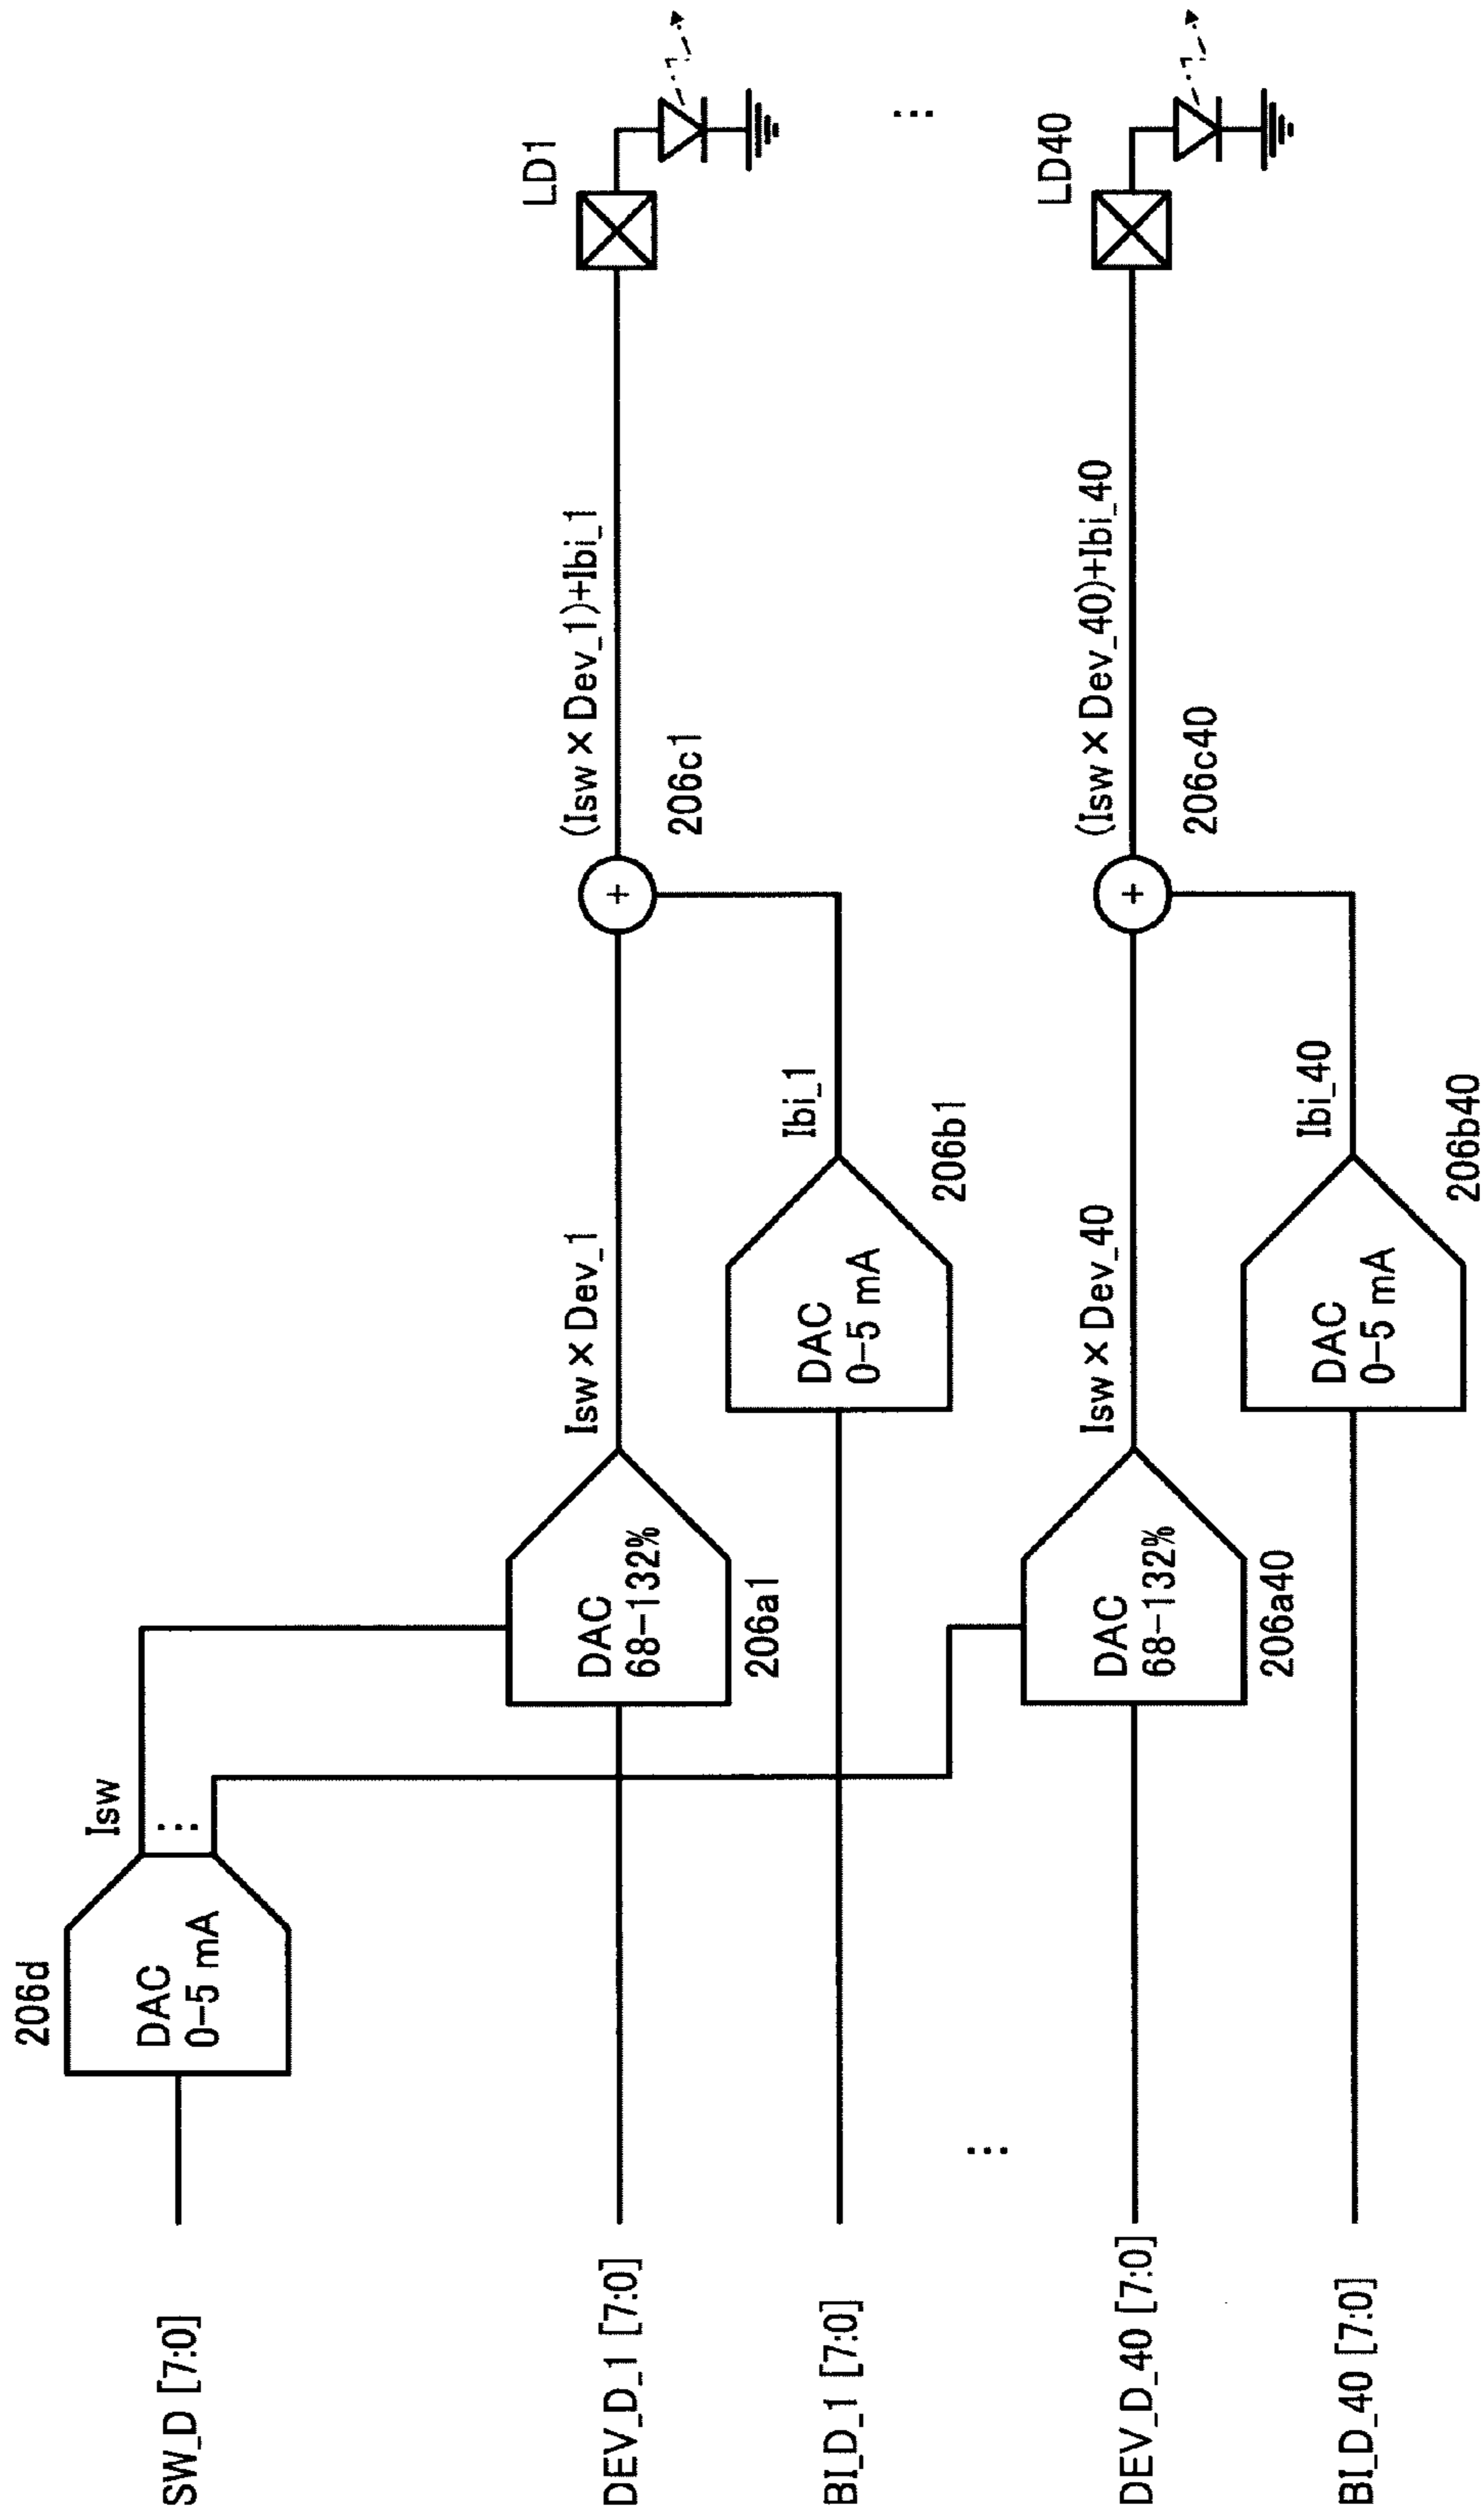 206d
DAC
0-5 mA
Isw
SW_D [7:0]
LD1
(Isw×Dev_1)+Ibi_1
Isw×Dev_1
DAC
68-132%
DEV_D_1 [7:0]
206c1
206a1
Ibi_1
DAC
0-5 mA
BI_D_1 [7:0]
206b1
LD40
(Isw×Dev_40)+Ibi_40
Isw×Dev_40
DAC
68-132%
DEV_D_40 [7:0]
206c40
206a40
Ibi_40
DAC
0-5 mA
BI_D_40 [7:0]
206b40